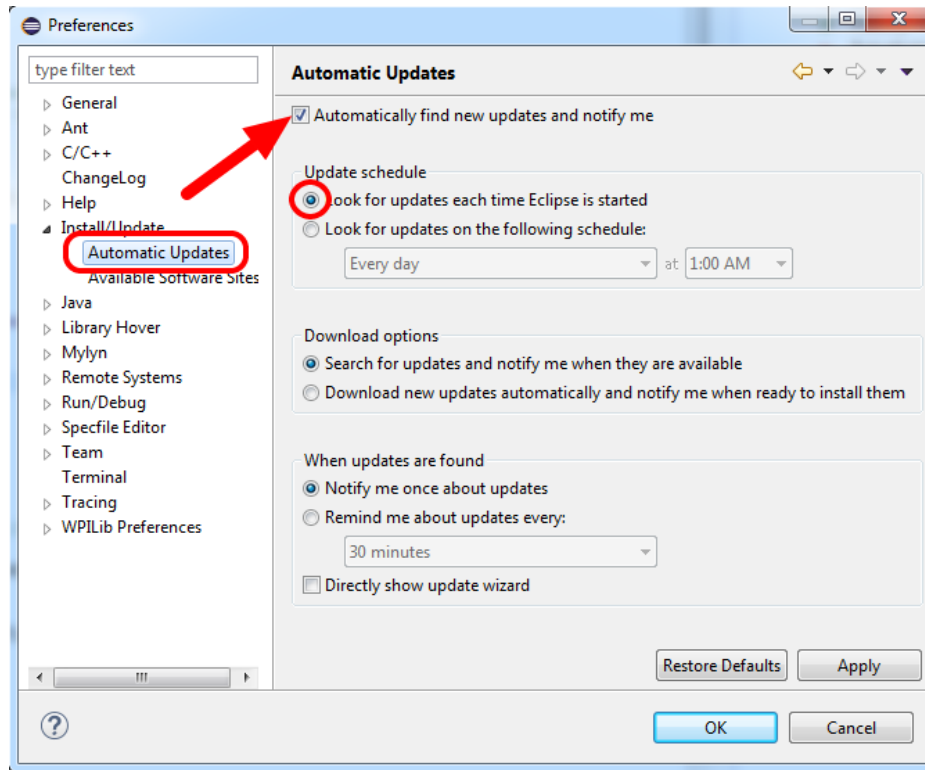 Preferences
type filter text
General
Ant
C/C++
ChangeLog
Help
Install/Update
Automatic Updates
Available Software Sites
Java
Library Hover
Mylyn
Remote Systems
Run/Debug
Specfile Editor
Team
Terminal
Tracing
WPILib Preferences
Automatic Updates
Automatically find new updates and notify me
Update schedule
Look for updates each time Eclipse is started
Look for updates on the following schedule:
Every day at 1:00 AM
Download options
Search for updates and notify me when they are available
Download new updates automatically and notify me when ready to install them
When updates are found
Notify me once about updates
Remind me about updates every:
30 minutes
Directly show update wizard
Restore Defaults Apply
? OK Cancel